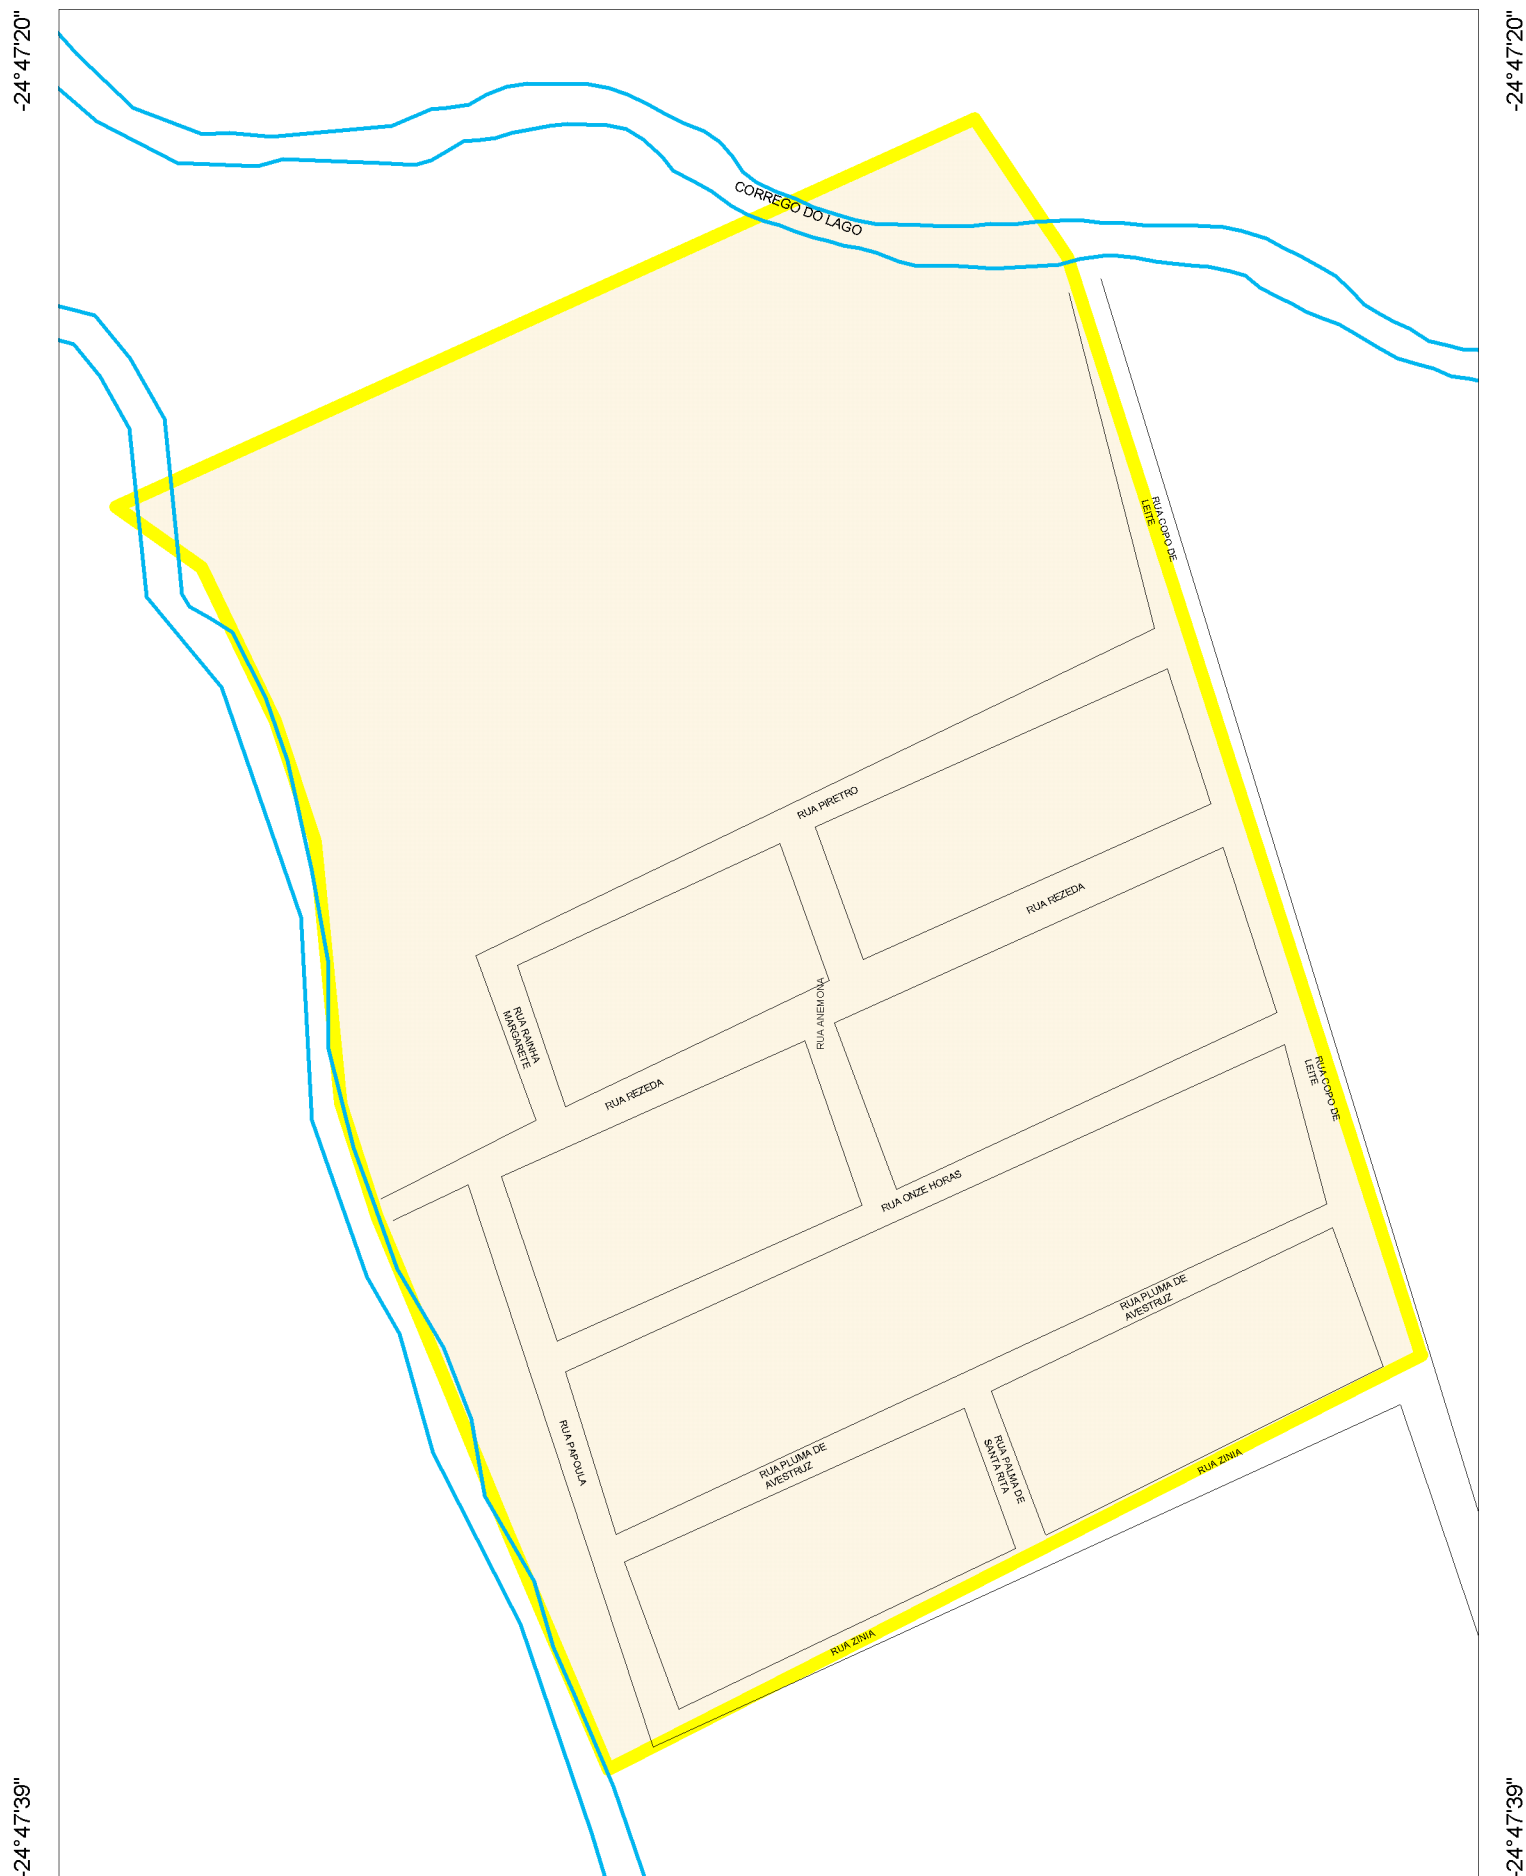 -24°47'20"
-24°47'20"
CORREGO DO LAGO
RUA COPO DE
LEITE
RUA PIRETRO
RUA REZEDA
RUA ANEMONA
RUA RAINHA
MARGARETE
RUA REZEDA
RUA COPO DE
LEITE
RUA ONZE HORAS
RUA PLUMA DE
AVESTRUZ
RUA PAPOULA
RUA PLUMA DE
AVESTRUZ
RUA PALMA DE
SANTA RITA
RUA ZINIA
RUA ZINIA
-24°47'39"
-24°47'39"